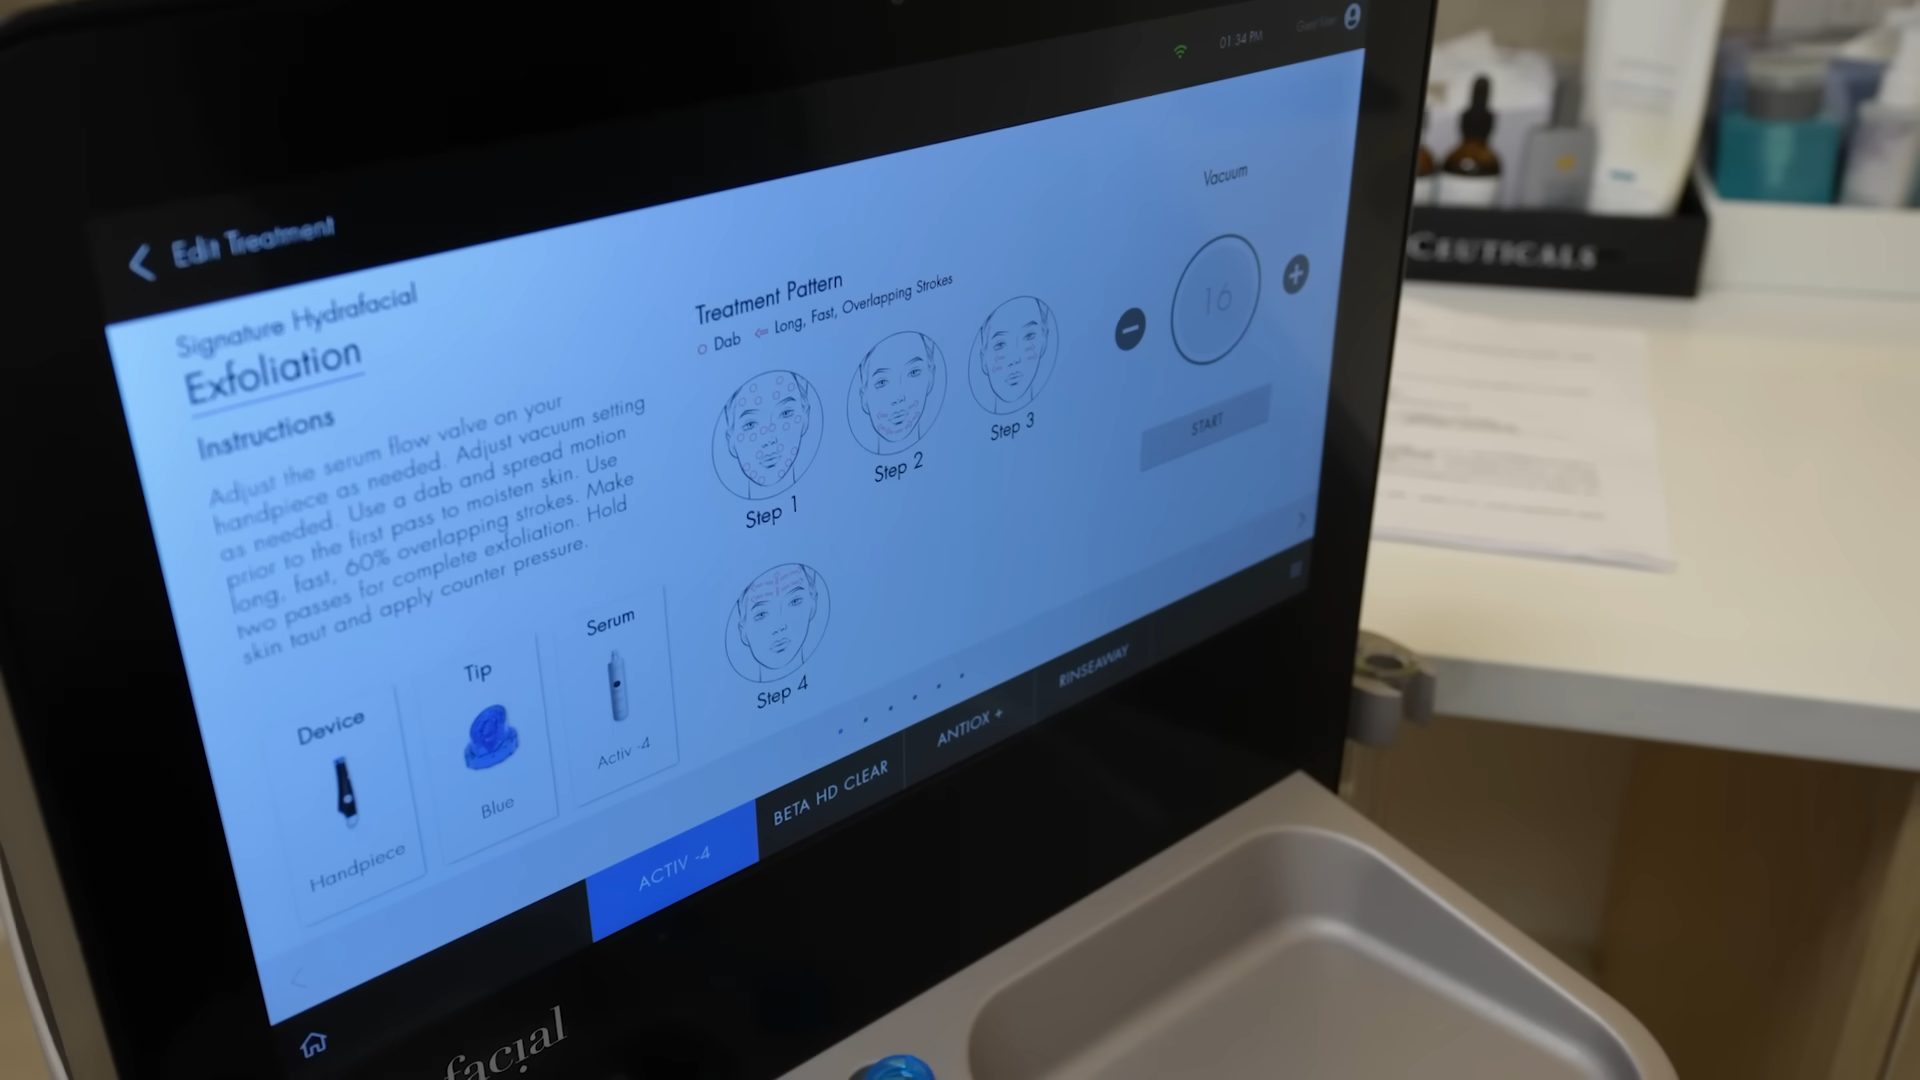 01 34 PM
Edit Treatment
Signature Hydrafacial
Exfoliation
Instructions
Adjust the serum flow valve on your
handpiece as needed. Adjust vacuum setting
as needed. Use a dab and spread motion
prior to the first pass to moisten skin. Use
long, fast, 60% overlapping strokes. Make
two passes for complete exfoliation. Hold
skin taut and apply counter pressure.
Device
Handpiece
Tip
Blue
Serum
Activ -4
Treatment Pattern
Dab
Long, Fast, Overlapping Strokes
Step 1
Step 2
Step 3
Step 4
Vacuum
16
START
ACTIV -4
BETA HD CLEAR
ANTIOX +
RINSEAWAY
facial
CEUTICALS